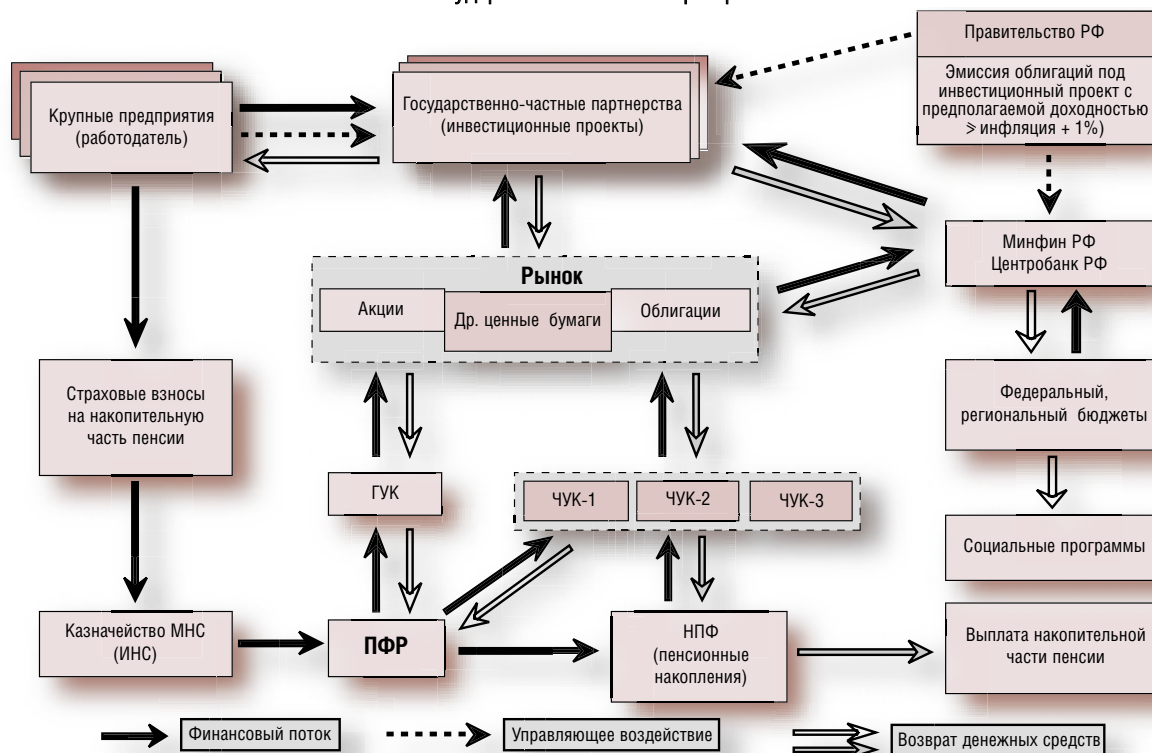 Правительство РФ
Эмиссия облигаций под
инвестиционный проект с
предполагаемой доходностью
≥ инфляция + 1%)
Крупные предприятия
(работодатель)
Государственно-частные партнерства
(инвестиционные проекты)
Минфин РФ
Центробанк РФ
Рынок
Акции
Др. ценные бумаги
Облигации
Страховые взносы
на накопительную
часть пенсии
Федеральный,
региональный бюджеты
ГУК
ЧУК-1
ЧУК-2
ЧУК-3
Социальные программы
Казначейство МНС
(ИНС)
ПФР
НПФ
(пенсионные
накопления)
Выплата накопительной
части пенсии
Финансовый поток
Управляющее воздействие
Возврат денежных средств